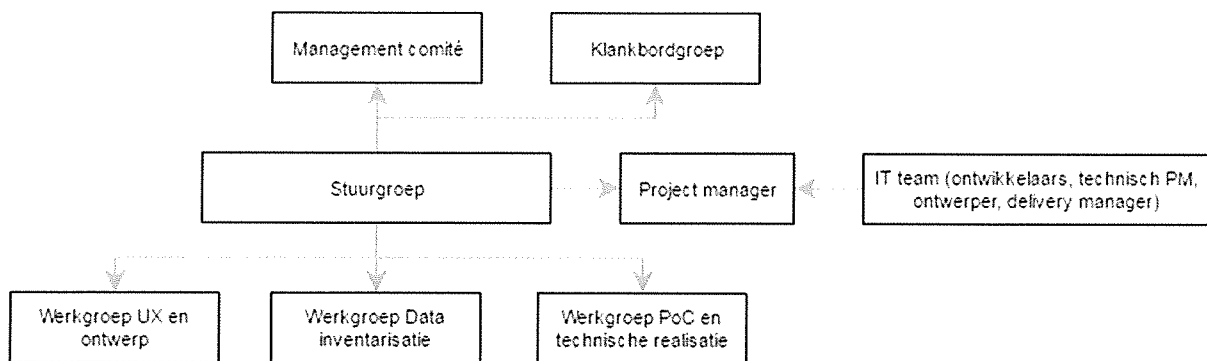 Management comité
Klankbordgroep
Stuurgroep
Project manager
IT team (ontwikkelaars, technisch PM,
ontwerper, delivery manager)
Werkgroep UX en
ontwerp
Werkgroep Data
inventarisatie
Werkgroep PoC en
technische realisatie